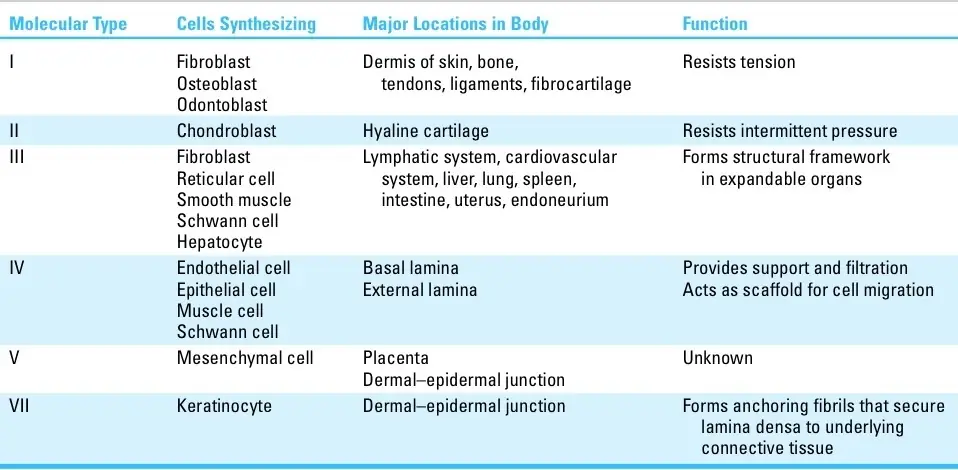 Molecular Type Cells Synthesizing Major Locations in Body Function
I Fibroblast Dermis of skin, bone, Resists tension
Osteoblast tendons, ligaments, fibrocartilage
Odontoblast
II Chondroblast Hyaline cartilage Resists intermittent pressure
III Fibroblast Lymphatic system, cardiovascular Forms structural framework
Reticular cell system, liver, lung, spleen, in expandable organs
Smooth muscle intestine, uterus, endoneurium
Schwann cell
Hepatocyte
IV Endothelial cell Basal lamina Provides support and filtration
Epithelial cell External lamina Acts as scaffold for cell migration
Muscle cell
Schwann cell
V Mesenchymal cell Placenta Unknown
Dermal–epidermal junction
VII Keratinocyte Dermal–epidermal junction Forms anchoring fibrils that secure
lamina densa to underlying
connective tissue